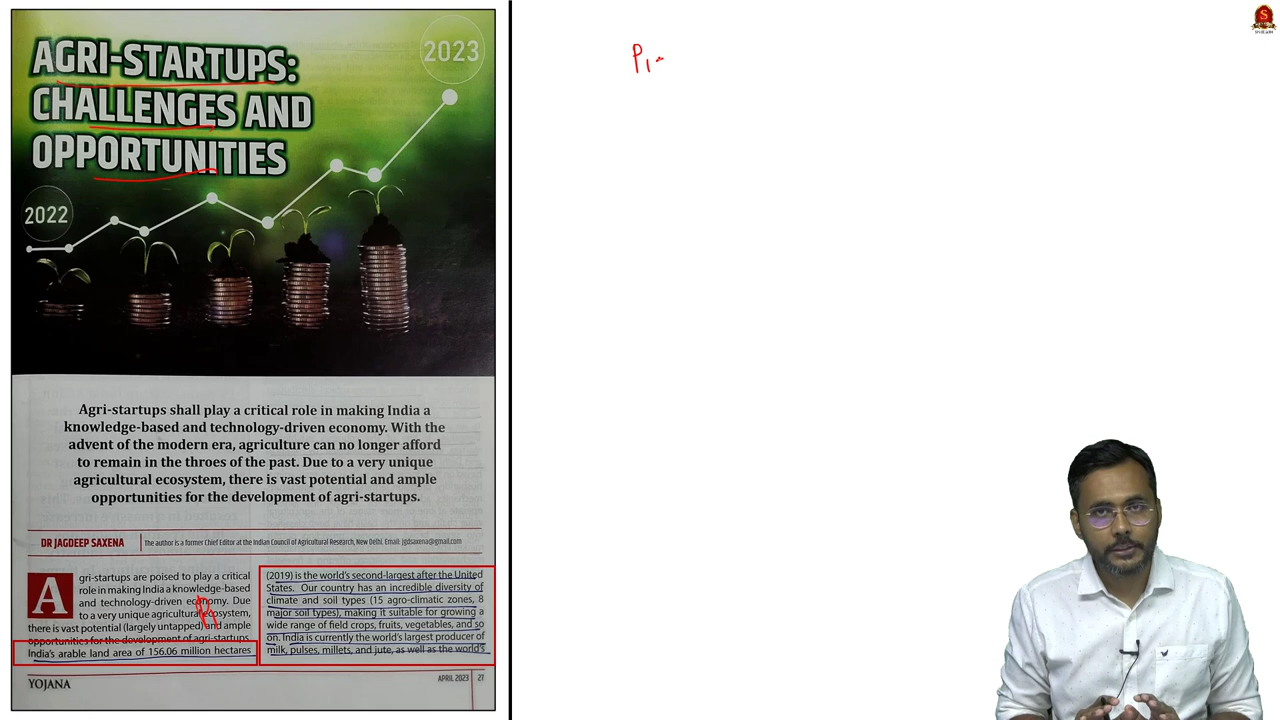 AGRI-STARTUPS:
CHALLENGES AND
OPPORTUNITIES
2023
2022
Agri-startups shall play a critical role in making India a
knowledge-based and technology-driven economy. With the
advent of the modern era, agriculture can no longer afford
to remain in the throes of the past. Due to a very unique
agricultural ecosystem, there is vast potential and ample
opportunities for the development of agri-startups.
DR JAGDEEP SAXENA
The author is a former Chief Editor at the Indian Council of Agricultural Research, New Delhi. Email: jgdsaxena@gmail.com
Agri-startups are poised to play a critical
role in making India a knowledge-based
and technology-driven economy. Due
to a very unique agricultural ecosystem,
there is vast potential (largely untapped) and ample
opportunities for the development of agri-startups.
India's arable land area of 156.06 million hectares
(2019) is the world's second-largest after the United
States. Our country has an incredible diversity of
climate and soil types (15 agro-climatic zones, 8
major soil types), making it suitable for growing a
wide range of field crops, fruits, vegetables, and so
on. India is currently the world's largest producer of
milk, pulses, millets, and jute, as well as the world's
YOJANA
APRIL 2023 27
P1
P1